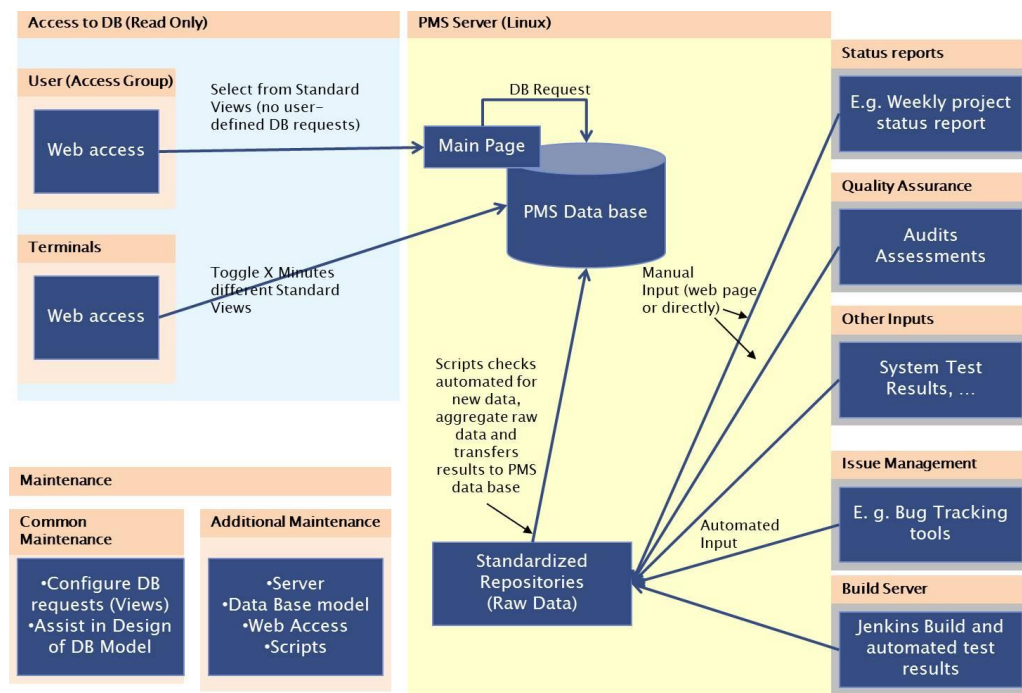 Access to DB (Read Only)
User (Access Group)
Web access
Select from Standard
Views (no user-
defined DB requests)
Terminals
Web access
Toggle X Minutes
different Standard
Views
PMS Server (Linux)
DB Request
Main Page
PMS Data base
Manual
Input (web page
or directly)
Scripts checks
automated for
new data,
aggregate raw
data and
transfers
results to PMS
data base
Automated
Input
Standardized
Repositories
(Raw Data)
Status reports
E.g. Weekly project
status report
Quality Assurance
Audits
Assessments
Other Inputs
System Test
Results, ...
Issue Management
E. g. Bug Tracking
tools
Build Server
Jenkins Build and
automated test
results
Maintenance
Common
Maintenance
•Configure DB
requests (Views)
•Assist in Design
of DB Model
Additional Maintenance
•Server
•Data Base model
•Web Access
•Scripts